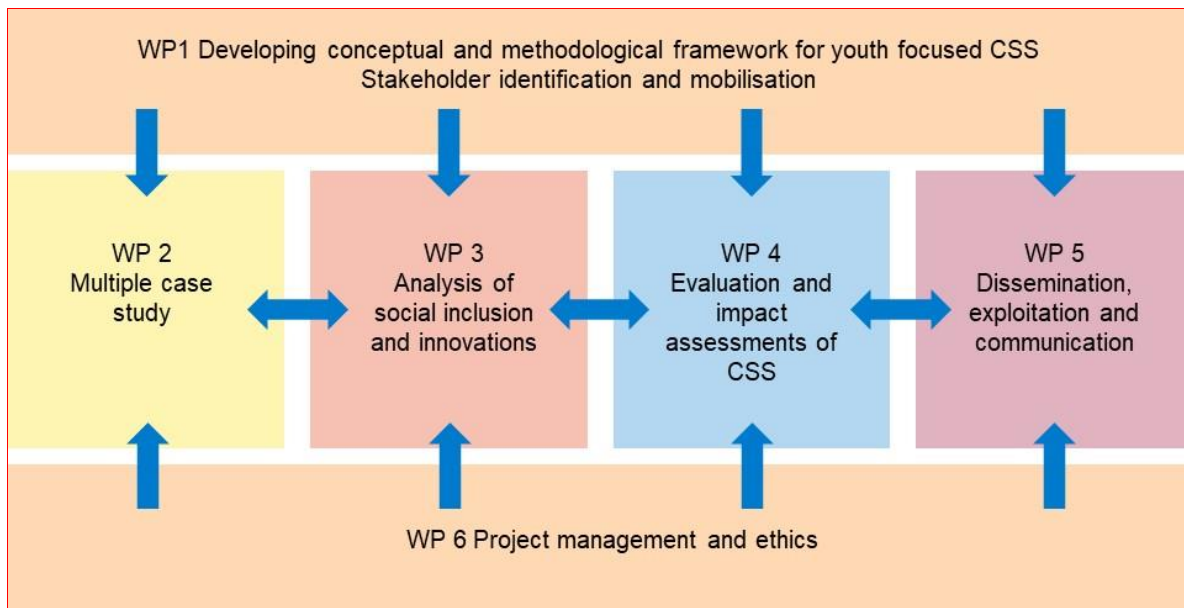 WP1 Developing conceptual and methodological framework for youth focused CSS
Stakeholder identification and mobilisation
WP 2
Multiple case
study
WP 3
Analysis of
social inclusion
and innovations
WP 4
Evaluation and
impact
assessments of
CSS
WP 5
Dissemination,
exploitation and
communication
WP 6 Project management and ethics